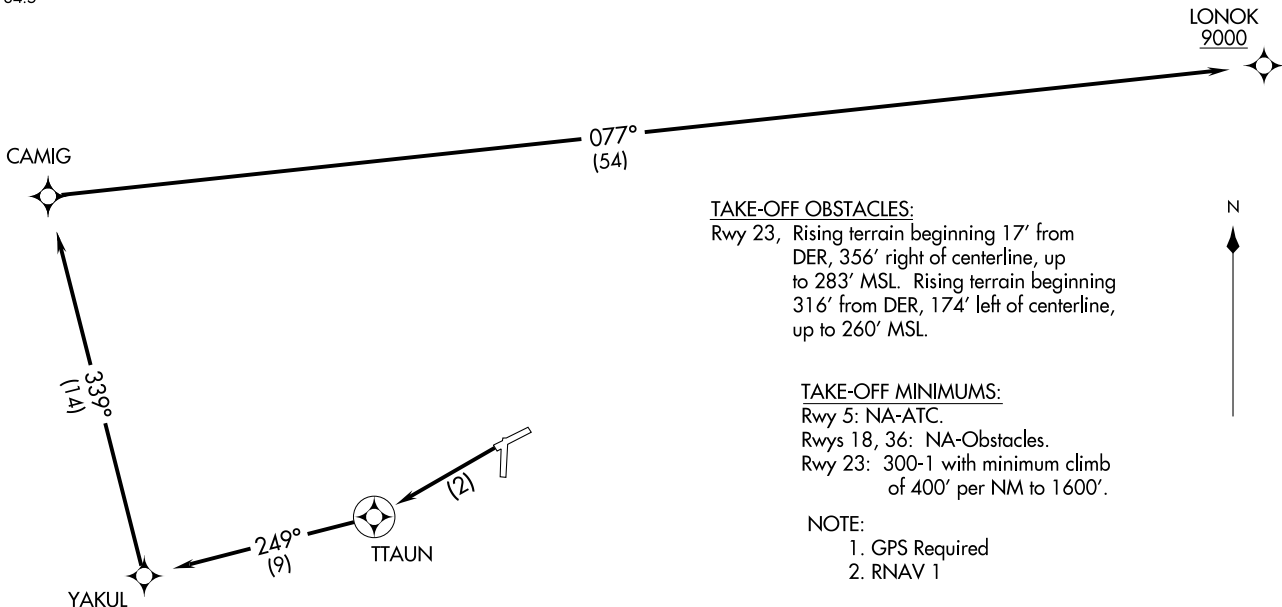 LONOK
9000
077°
(54)
CAMIG
TAKE-OFF OBSTACLES:
Rwy 23, Rising terrain beginning 17' from
DER, 356' right of centerline, up
to 283' MSL. Rising terrain beginning
316' from DER, 174' left of centerline,
up to 260' MSL.
N
339°
(14)
TAKE-OFF MINIMUMS:
Rwy 5: NA-ATC.
Rwys 18, 36: NA-Obstacles.
Rwy 23: 300-1 with minimum climb
of 400' per NM to 1600'.
(2)
249°
(9)
TTAUN
YAKUL
NOTE:
1. GPS Required
2. RNAV 1